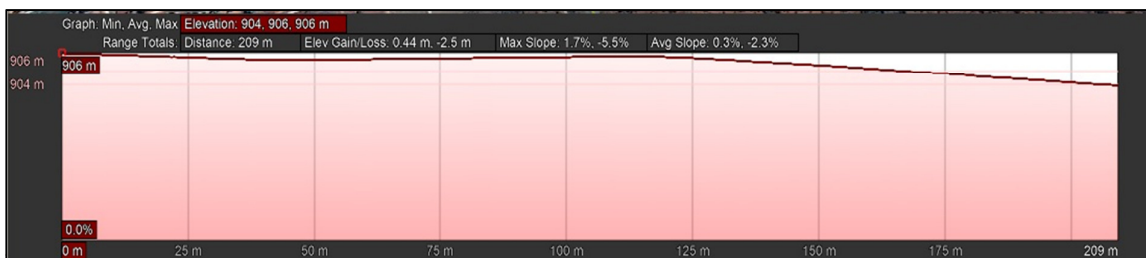 Graph: Min, Avg, Max Elevation: 904, 906, 906 m
Range Totals: Distance: 209 m Elev Gain/Loss: 0.44 m, -2.5 m Max Slope: 1.7%, -5.5% Avg Slope: 0.3%, -2.3%
906 m 906 m
904 m
0.0%
0 m 25 m 50 m 75 m 100 m 125 m 150 m 175 m 209 m